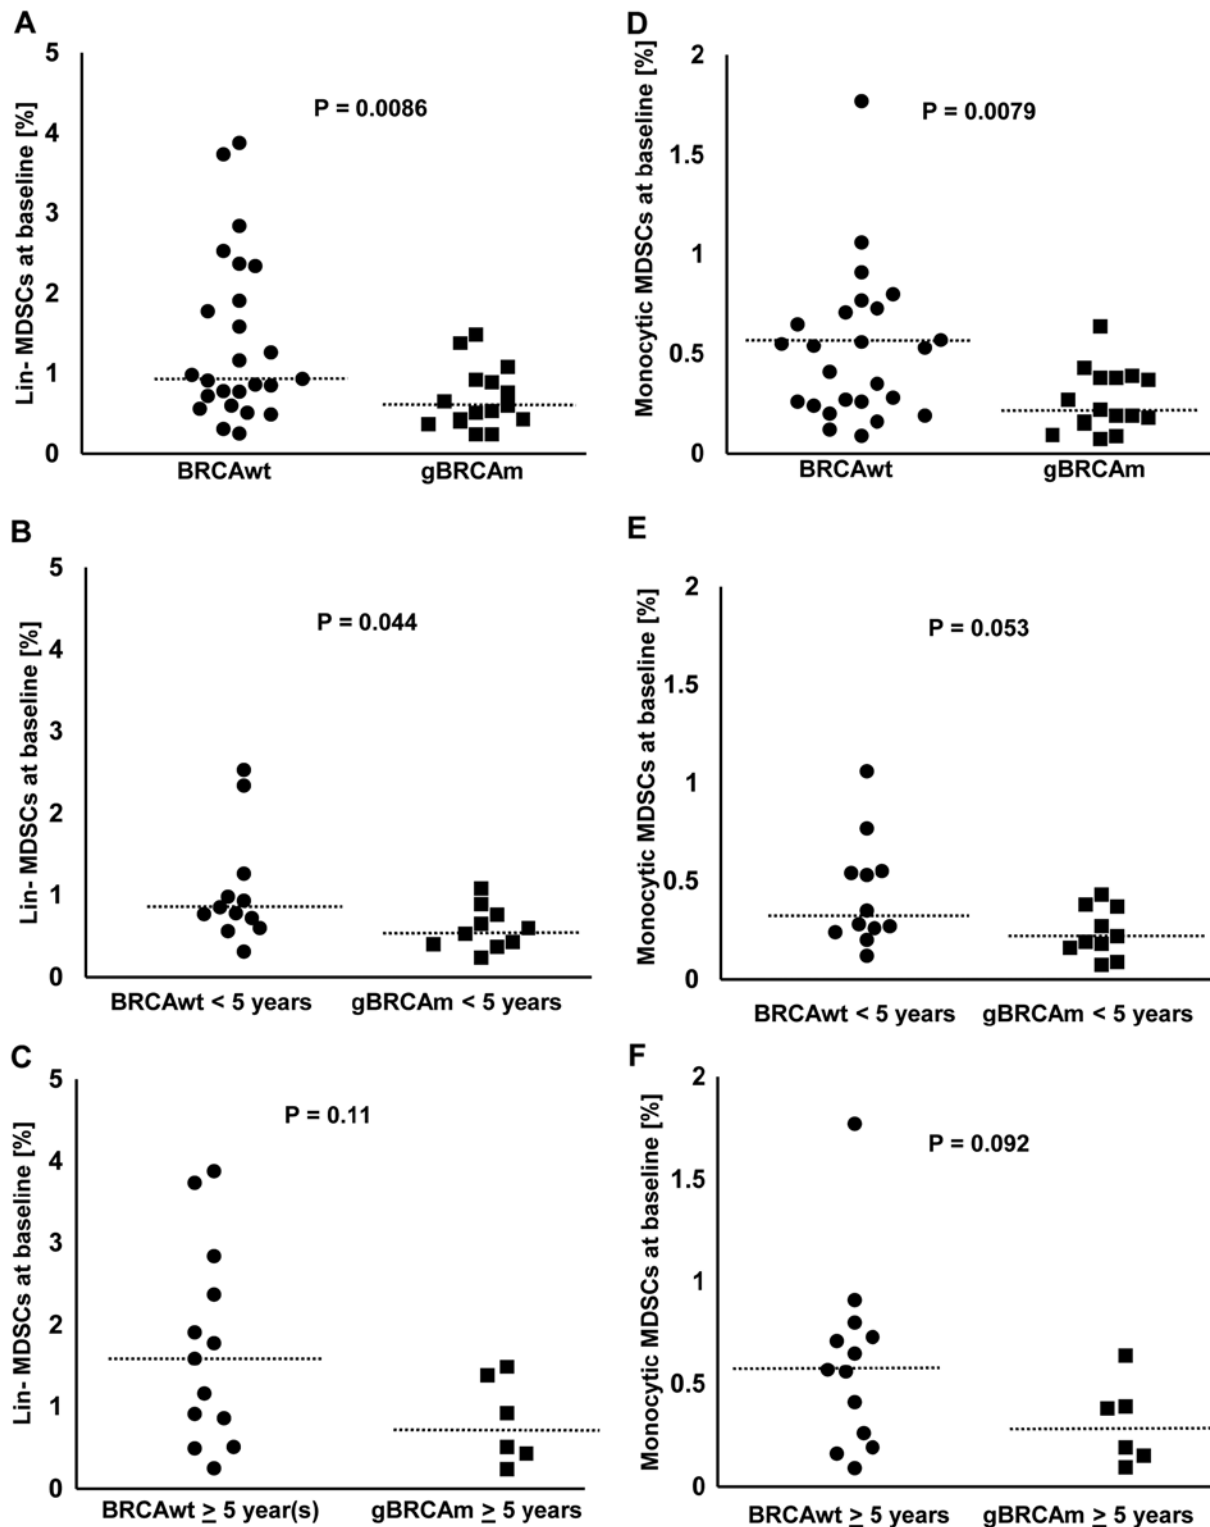 A
Lin- MDSCs at baseline [%]
5
4
3
2
1
0
P = 0.0086
BRCAwt gBRCAm
D
Monocytic MDSCs at baseline [%]
2
1.5
1
0.5
0
P = 0.0079
BRCAwt gBRCAm
B
Lin- MDSCs at baseline [%]
5
4
3
2
1
0
P = 0.044
BRCAwt < 5 years gBRCAm < 5 years
E
Monocytic MDSCs at baseline [%]
2
1.5
1
0.5
0
P = 0.053
BRCAwt < 5 years gBRCAm < 5 years
C
Lin- MDSCs at baseline [%]
5
4
3
2
1
0
P = 0.11
BRCAwt ≥ 5 year(s) gBRCAm ≥ 5 years
F
Monocytic MDSCs at baseline [%]
2
1.5
1
0.5
0
P = 0.092
BRCAwt ≥ 5 years gBRCAm ≥ 5 years